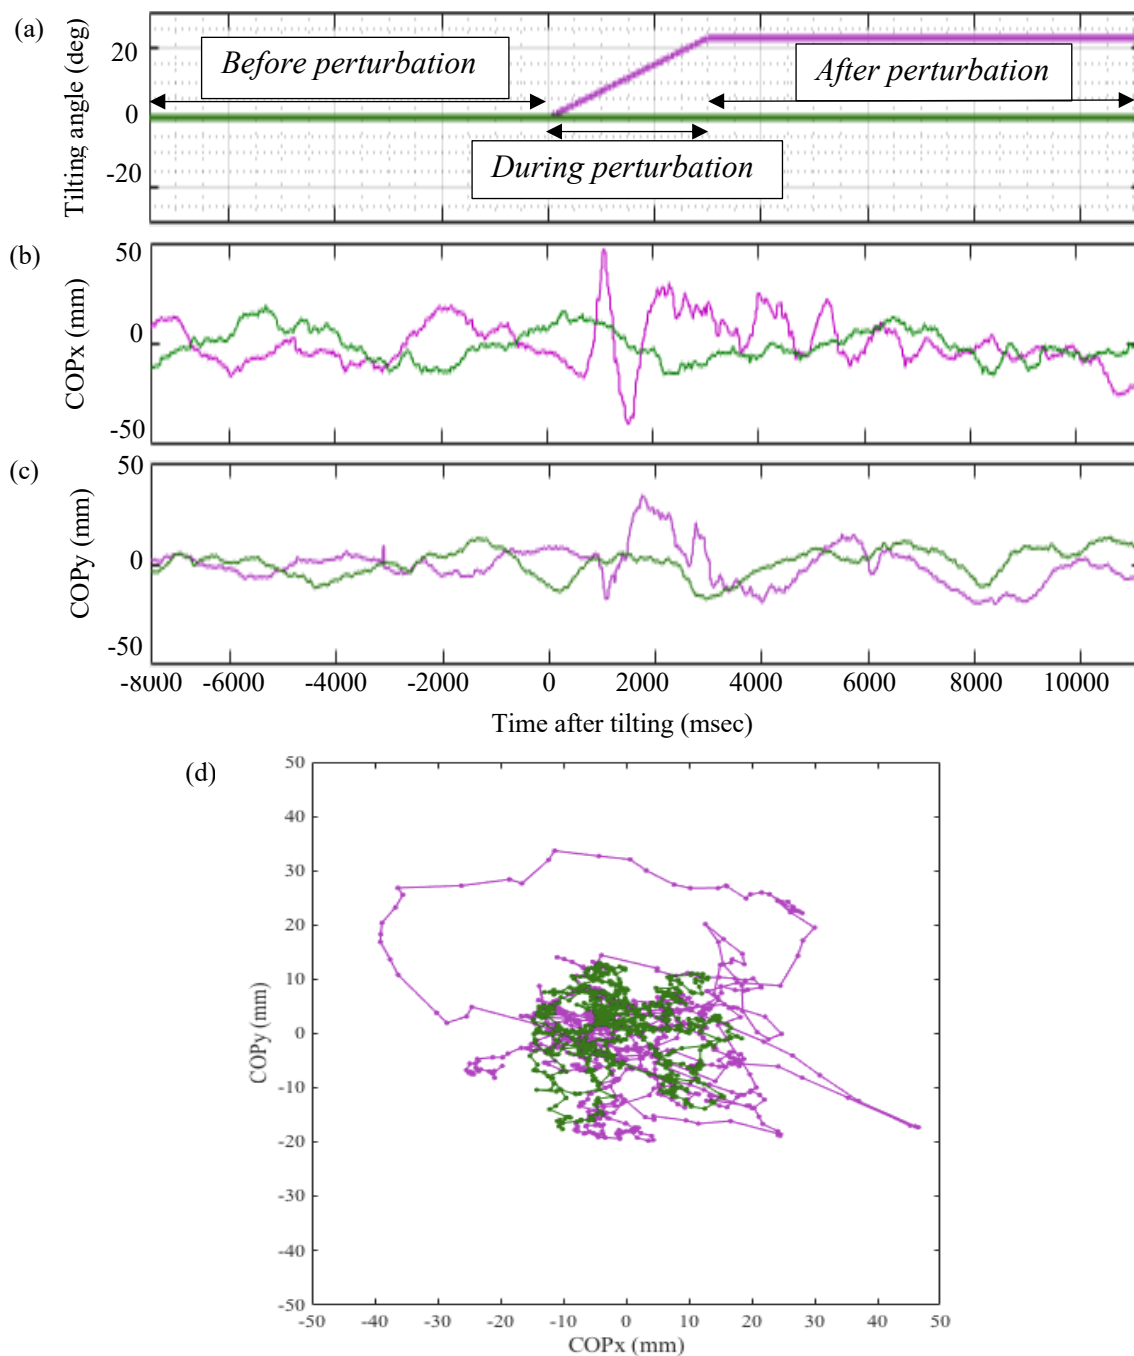 (a)
Tilting angle (deg)
20
0
-20
Before perturbation
After perturbation
During perturbation
(b)
COPx (mm)
50
0
-50
(c)
COPy (mm)
50
0
-50
-8000 -6000 -4000 -2000 0 2000 4000 6000 8000 10000
Time after tilting (msec)
(d)
COPy (mm)
50
40
30
20
10
0
-10
-20
-30
-40
-50
-50 -40 -30 -20 -10 0 10 20 30 40 50
COPx (mm)